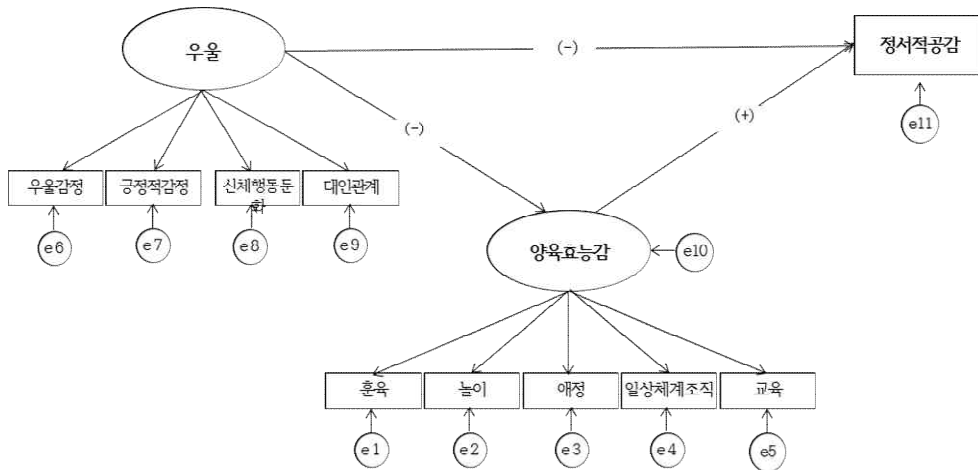 우울
(-)
정서적공감
e11
(-)
(+)
우울감정
긍정적감정
신체행동둔
화
대인관계
e6
e7
e8
e9
양육효능감
e10
훈육
놀이
애정
일상체계조직
교육
e1
e2
e3
e4
e5